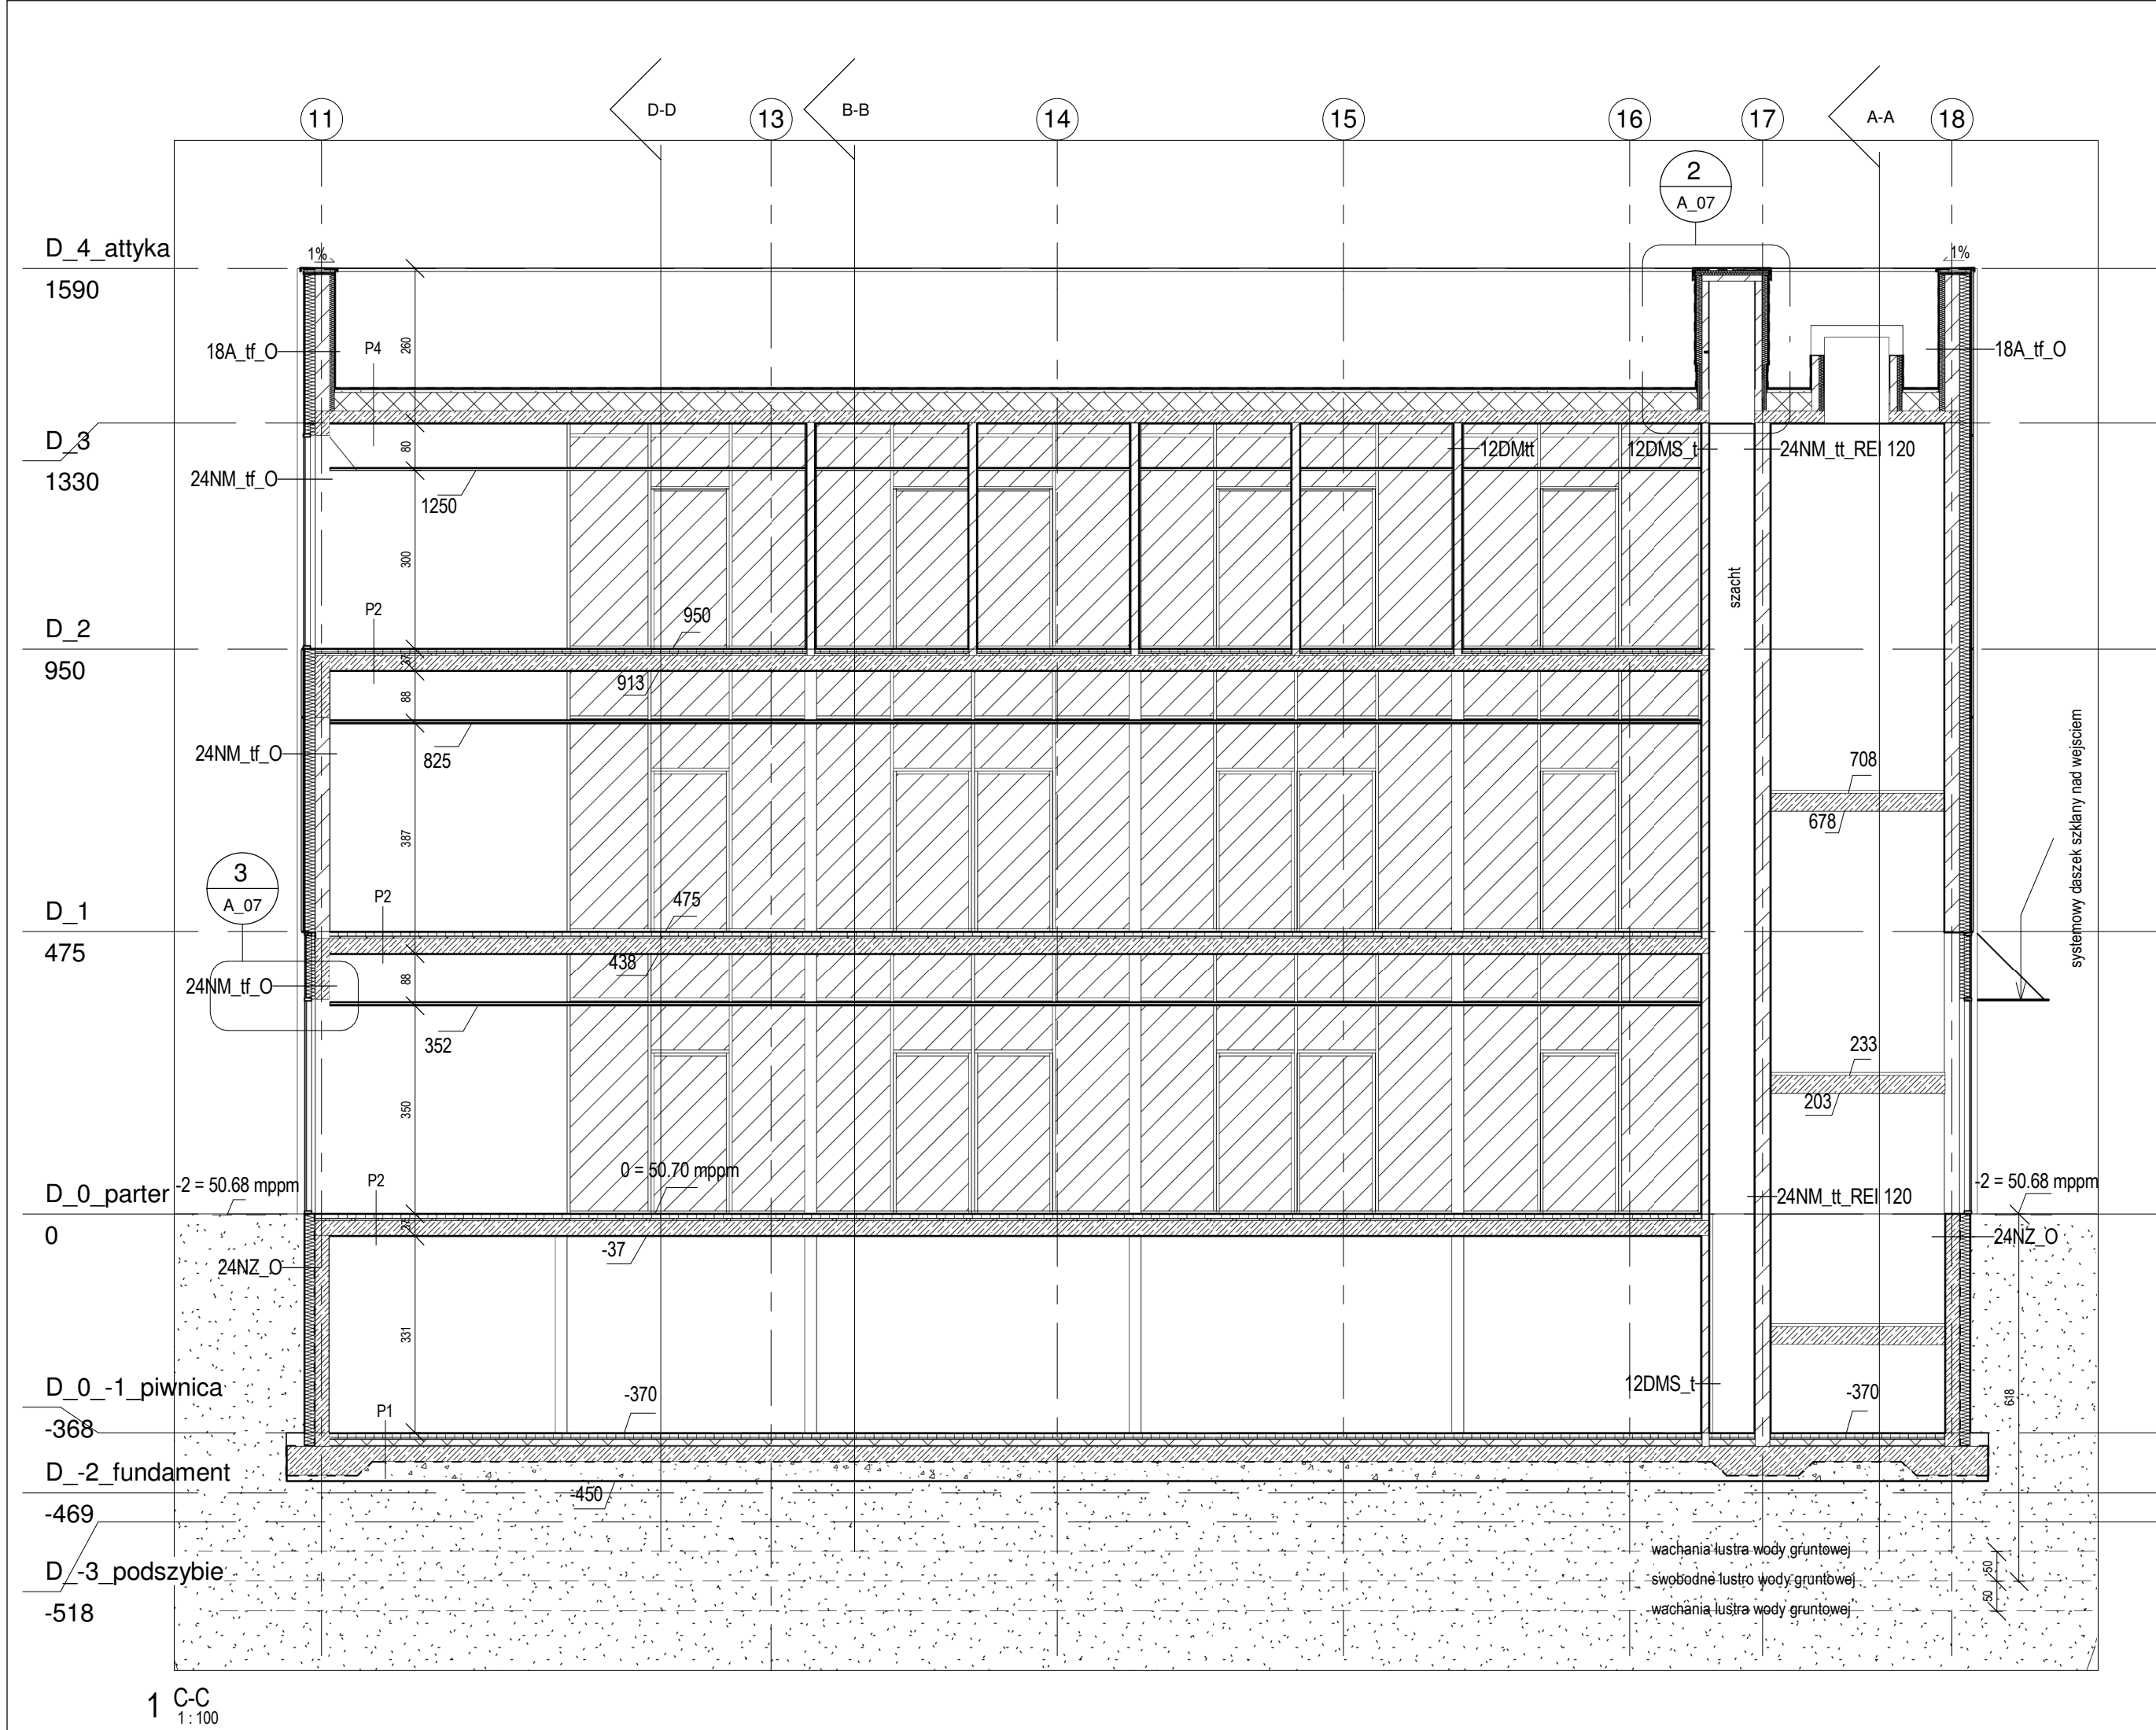 11
D-D
13
B-B
14
15
16
17
A-A
18
2
A_07
D_4_attyka
1590
1%
1%
18A_tf_O
P4
260
18A_tf_O
D_3
1330
80
24NM_tf_O
1250
12DMtt
12DMS_t
24NM_tt_REI 120
300
szacht
P2
950
D_2
950
37
913
88
24NM_tf_O
825
708
678
systemowy daszek szklany nad wejsciem
387
3
A_07
P2
475
D_1
475
438
88
24NM_tf_O
352
233
203
350
0 = 50.70 mppm
P2
D_0_parter
-2 = 50.68 mppm
24NM_tt_REI 120
-2 = 50.68 mppm
0
37
-37
24NZ_O
24NZ_O
331
12DMS_t
D_0_-1_piwnica
-370
-370
618
P1
-368
D_-2_fundament
-450
-469
wachania lustra wody gruntowej
50
D_-3_podszybie
swobodne lustro wody gruntowej
50
-518
wachania lustra wody gruntowej
1 C-C
1 : 100